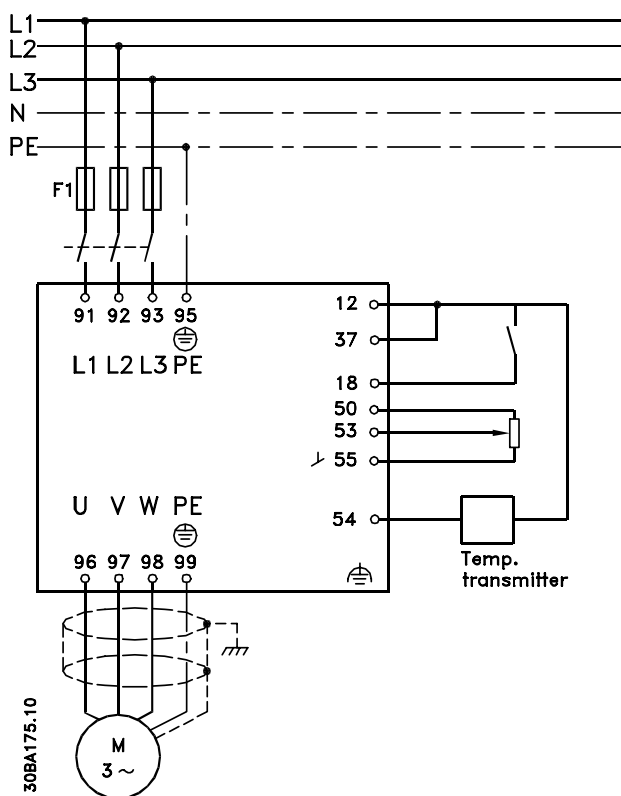 L1
L2
L3
N
PE
F1
91 92 93 95
L1 L2 L3 PE
12
37
18
50
53
55
54
U V W PE
96 97 98 99
Temp.
transmitter
M
3 ~
30BA175.10